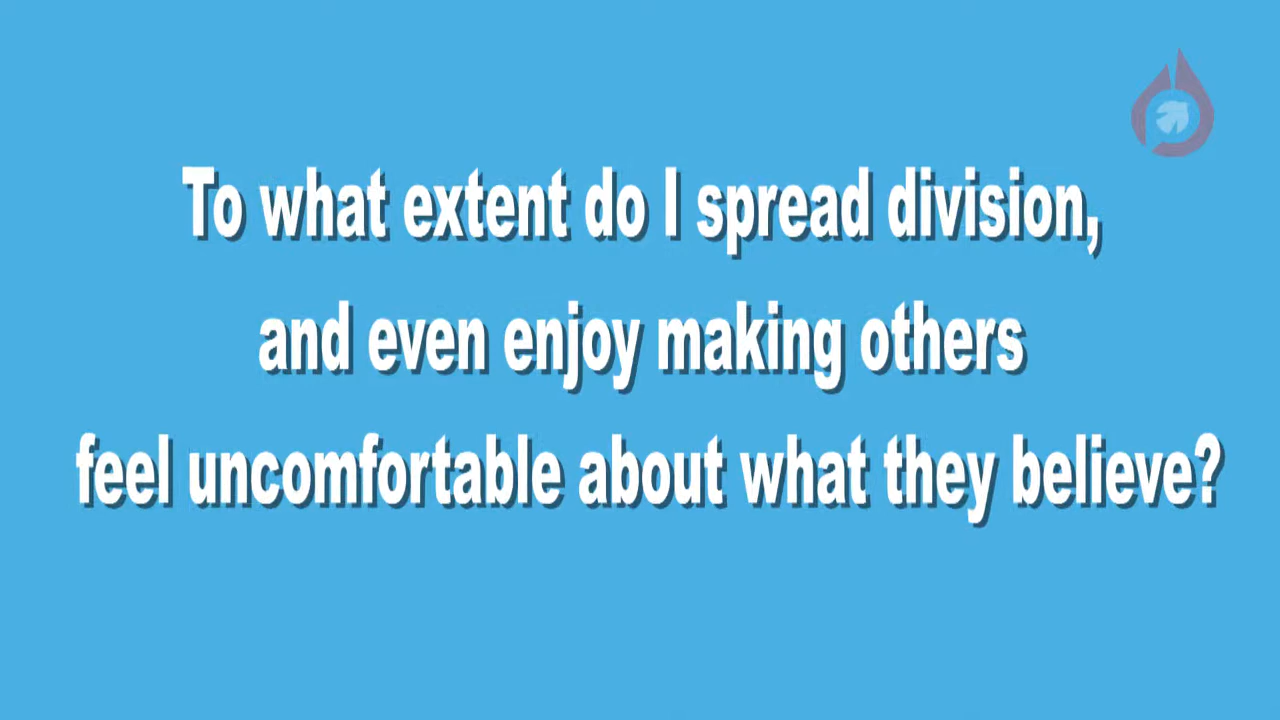 To what extent do I spread division,
and even enjoy making others
feel uncomfortable about what they believe?